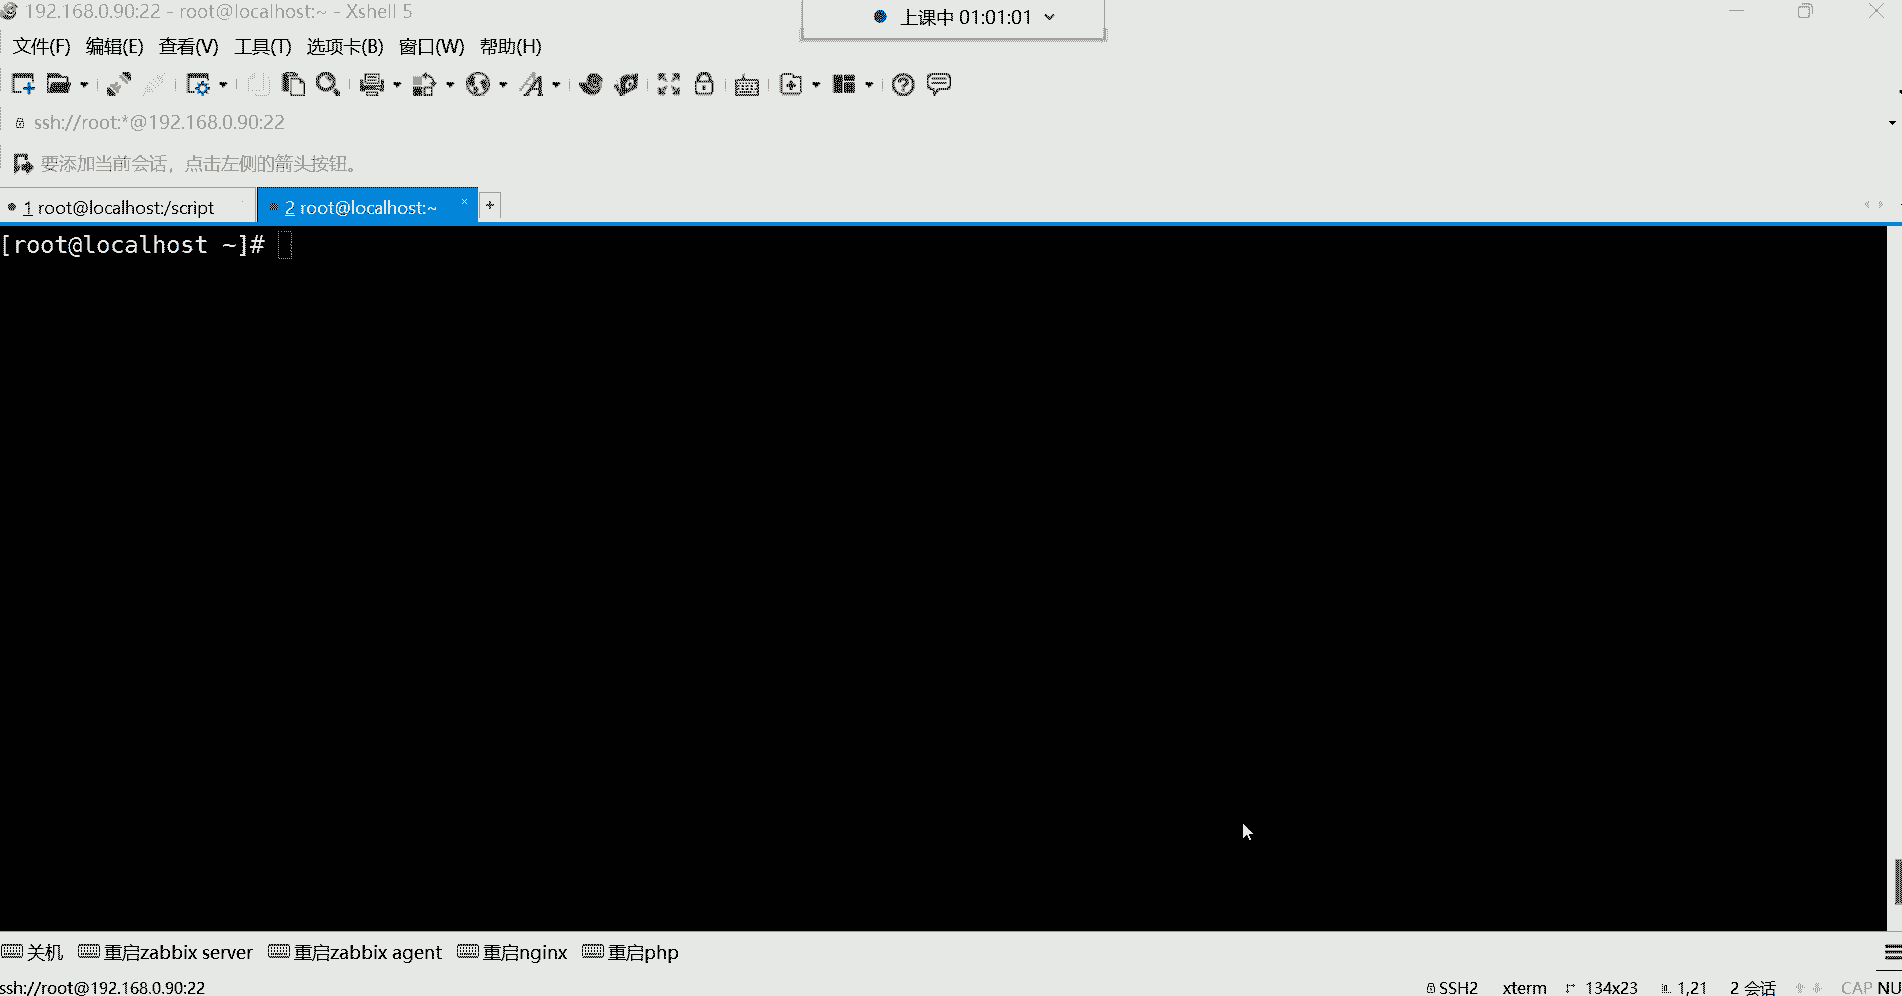 192.168.0.90:22 - root@localhost:~ - Xshell 5
上课中 01:01:01
文件(F) 编辑(E) 查看(V) 工具(T) 选项卡(B) 窗口(W) 帮助(H)
ssh://root:*@192.168.0.90:22
要添加当前会话，点击左侧的箭头按钮。
1 root@localhost:/script
2 root@localhost:~
[root@localhost ~]#
关机 重启zabbix server 重启zabbix agent 重启nginx 重启php
ssh://root@192.168.0.90:22 SSH2 xterm 134x23 1,21 2 会话 CAP NU